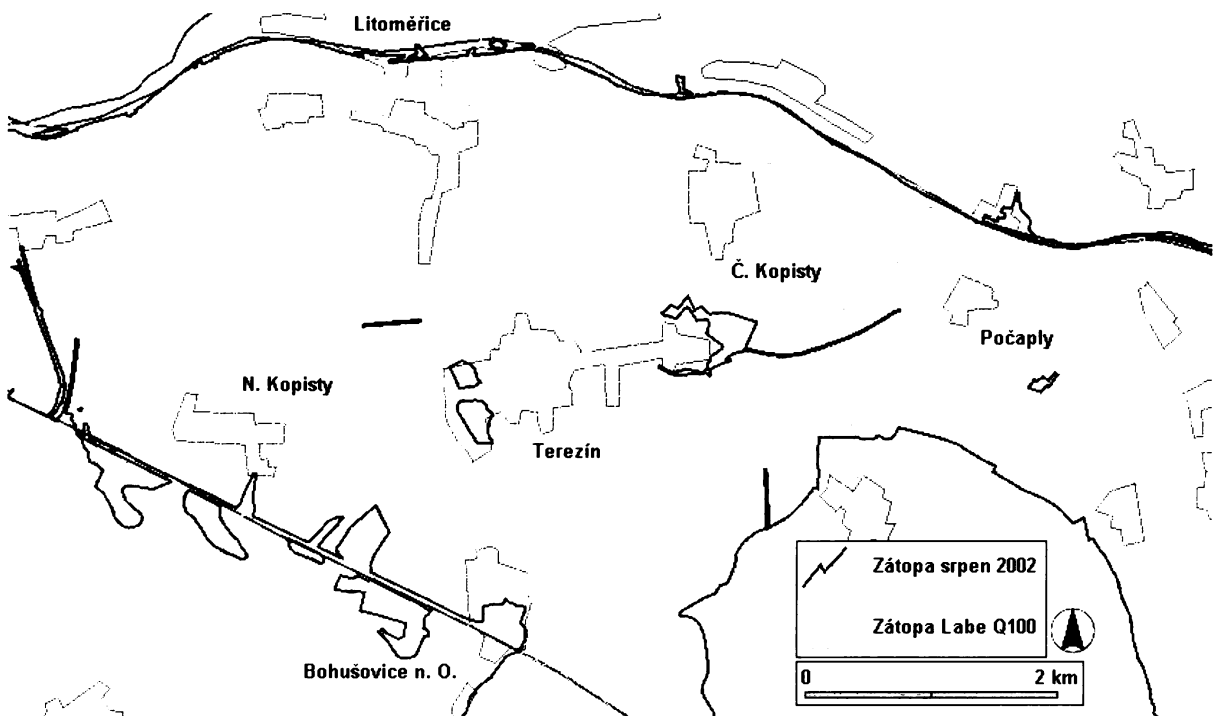 Litoměřice
Č. Kopisty
Počaply
N. Kopisty
Terezín
Zátopa srpen 2002
Zátopa Labe Q100
Bohušovice n. O.
0 2 km